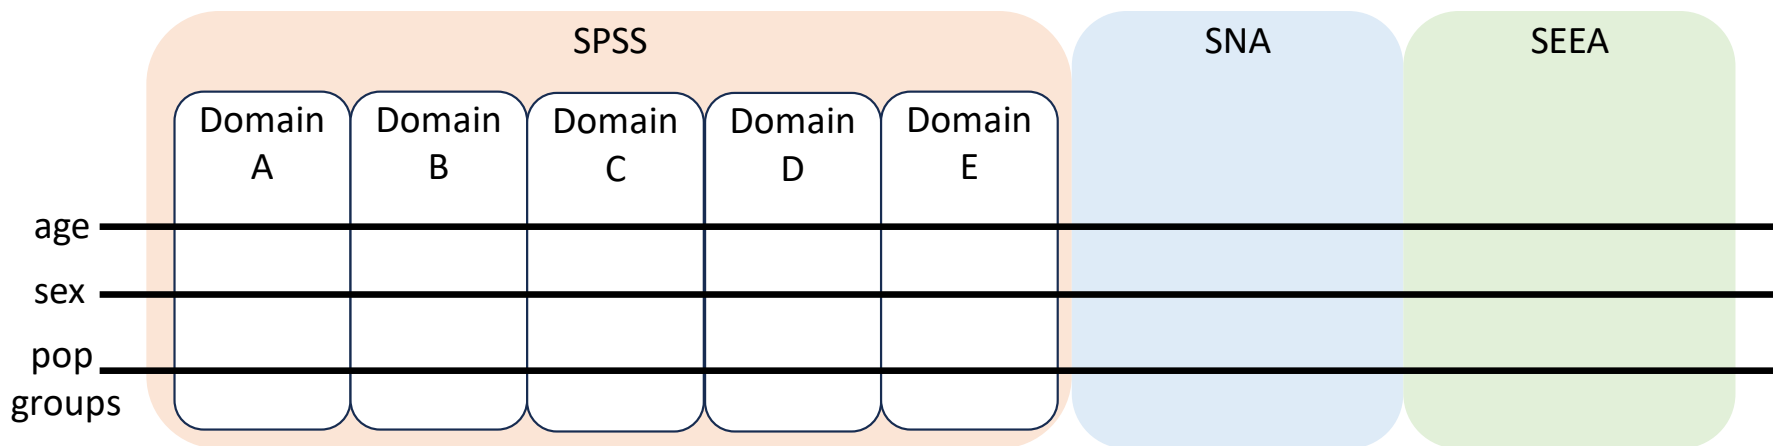 SPSS
SNA
SEEA
Domain
A
Domain
B
Domain
C
Domain
D
Domain
E
age
sex
pop
groups